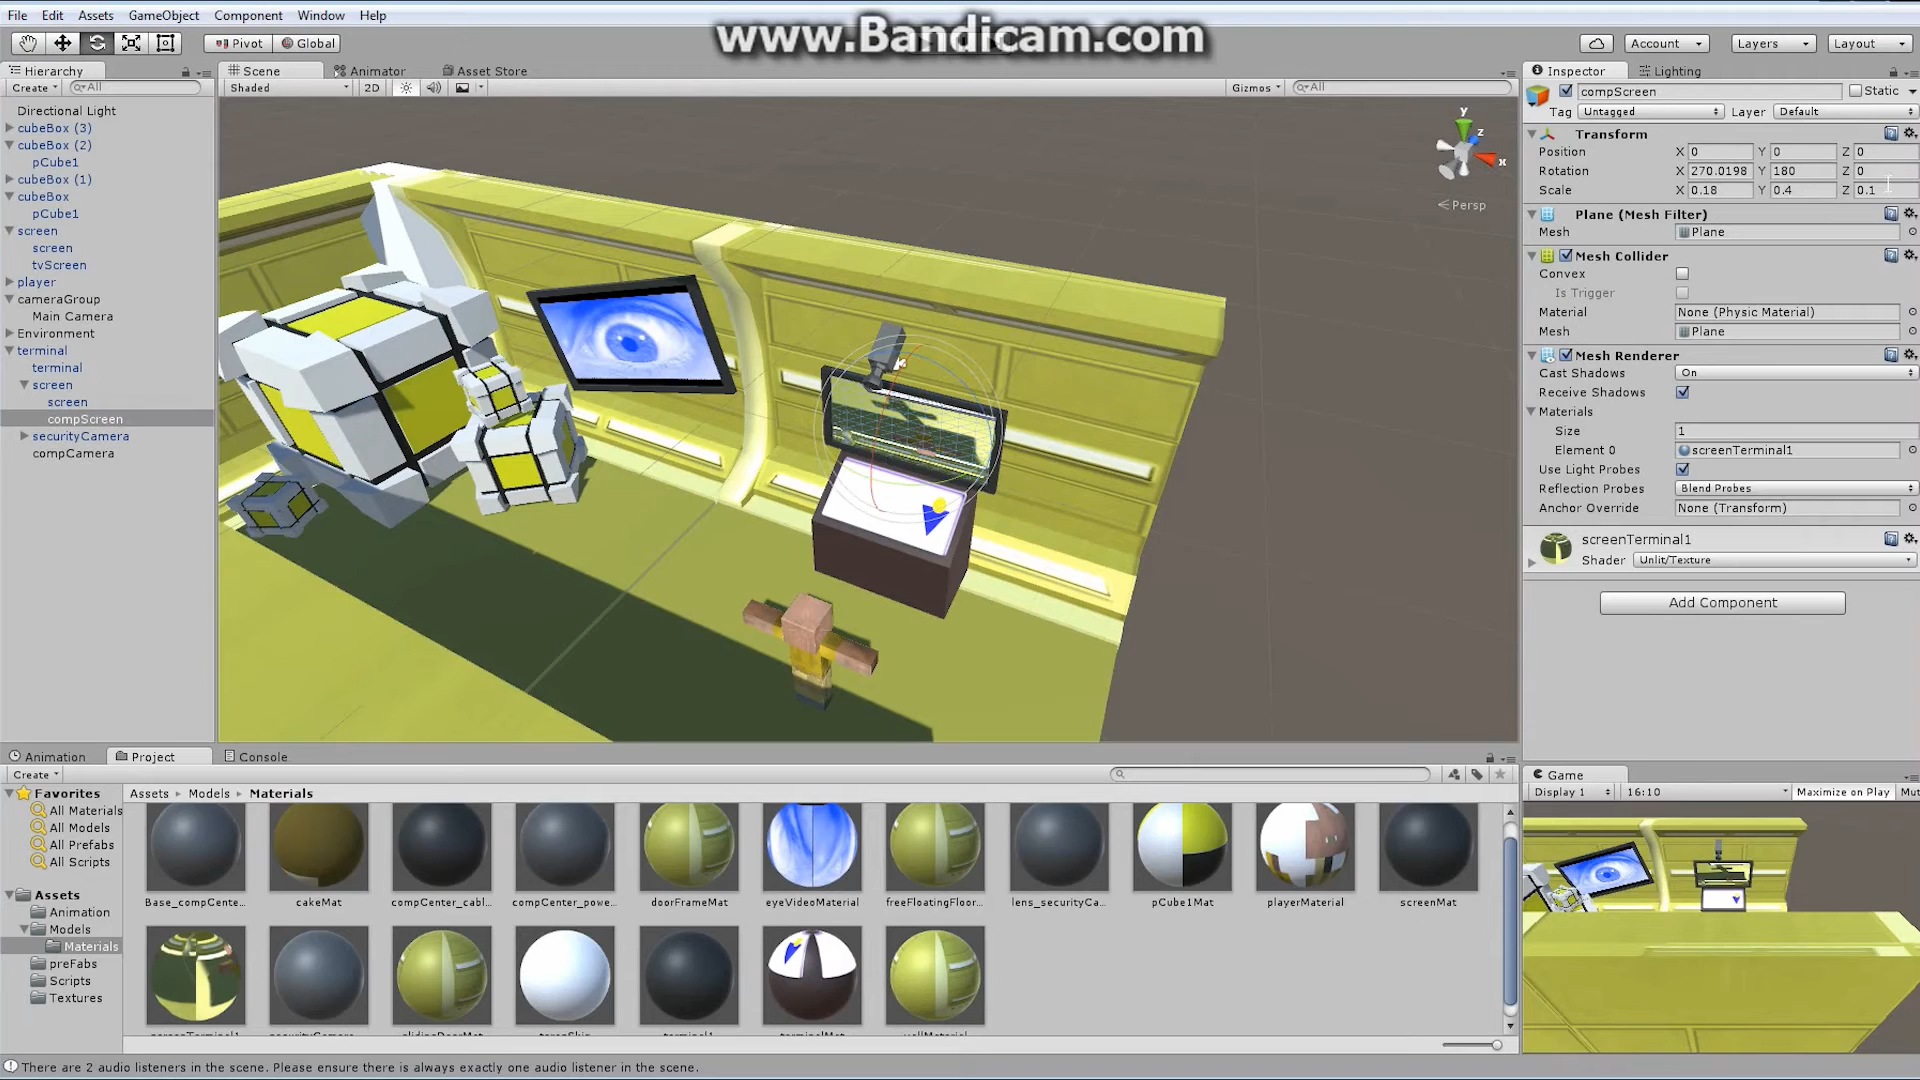 File Edit Assets GameObject Component Window Help
www.Bandicam.com
Pivot Global Account Layers Layout
Hierarchy Scene Animator Asset Store Inspector Lighting
Create All Shaded 2D Gizmos All
compScreen Static
Tag Untagged Layer Default
Directional Light
cubeBox (3)
cubeBox (2)
pCube1
cubeBox (1)
cubeBox
pCube1
screen
screen
tvScreen
player
cameraGroup
Main Camera
Environment
terminal
terminal
screen
screen
compScreen
securityCamera
compCamera
y
z
x
Persp
Transform
Position X 0 Y 0 Z 0
Rotation X 270.0198 Y 180 Z 0
Scale X 0.18 Y 0.4 Z 0.1
Plane (Mesh Filter)
Mesh Plane
Mesh Collider
Convex
Is Trigger
Material None (Physic Material)
Mesh Plane
Mesh Renderer
Cast Shadows On
Receive Shadows
Materials
Size 1
Element 0 screenTerminal1
Use Light Probes
Reflection Probes Blend Probes
Anchor Override None (Transform)
screenTerminal1
Shader Unlit/Texture
Add Component
Animation Project Console
Create
Favorites
All Materials
All Models
All Prefabs
All Scripts
Assets
Animation
Models
Materials
preFabs
Scripts
Textures
Assets Models Materials
Base_compCente... cakeMat compCenter_cabl... compCenter_powe... doorFrameMat eyeVideoMaterial freeFloatingFloor... lens_securityCa... pCube1Mat playerMaterial screenMat
Game
Display 1 16:10 Maximize on Play Mut
There are 2 audio listeners in the scene. Please ensure there is always exactly one audio listener in the scene.